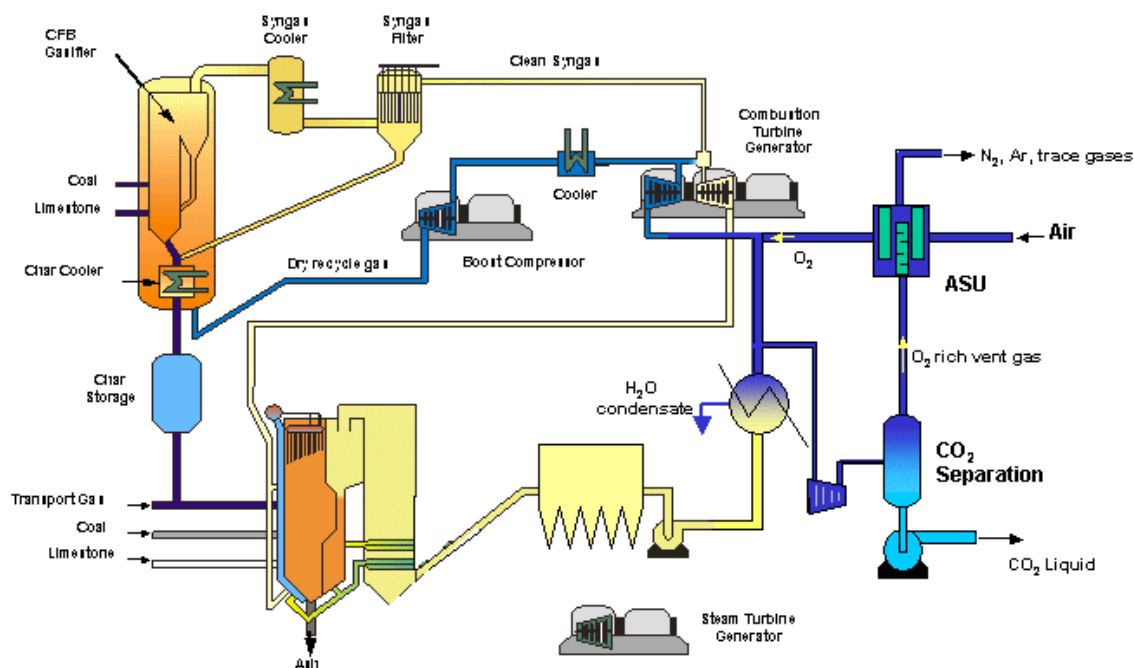 CFB
Gasifier
Syngas
Cooler
Syngas
Filter
Clean Syngas
Combustion
Turbine
Generator
N₂, Ar, trace gases
Coal
Limestone
Cooler
Air
O₂
Char Cooler
Dry recycle gas
Boost Compressor
ASU
O₂ rich vent gas
Char
Storage
H₂O
condensate
CO₂
Separation
Transport Gas
Coal
Limestone
CO₂ Liquid
Steam Turbine
Generator
Ash